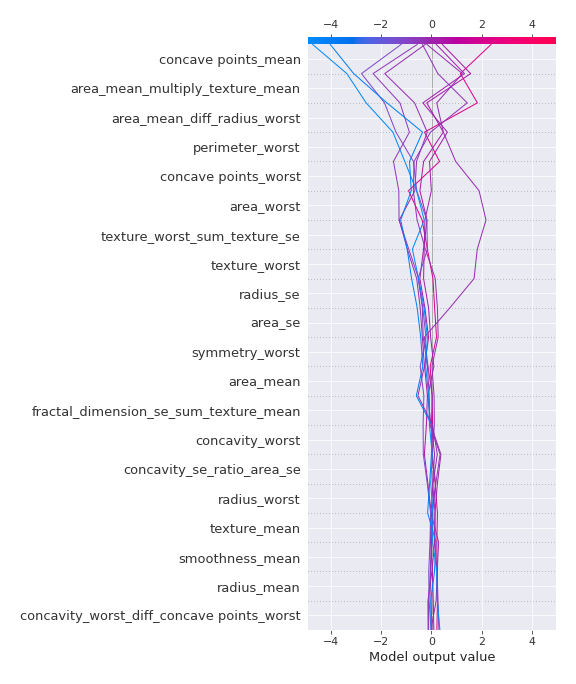 −4 −2 0 2 4
concave points_mean
area_mean_multiply_texture_mean
area_mean_diff_radius_worst
perimeter_worst
concave points_worst
area_worst
texture_worst_sum_texture_se
texture_worst
radius_se
area_se
symmetry_worst
area_mean
fractal_dimension_se_sum_texture_mean
concavity_worst
concavity_se_ratio_area_se
radius_worst
texture_mean
smoothness_mean
radius_mean
concavity_worst_diff_concave points_worst
−4 −2 0 2 4
Model output value